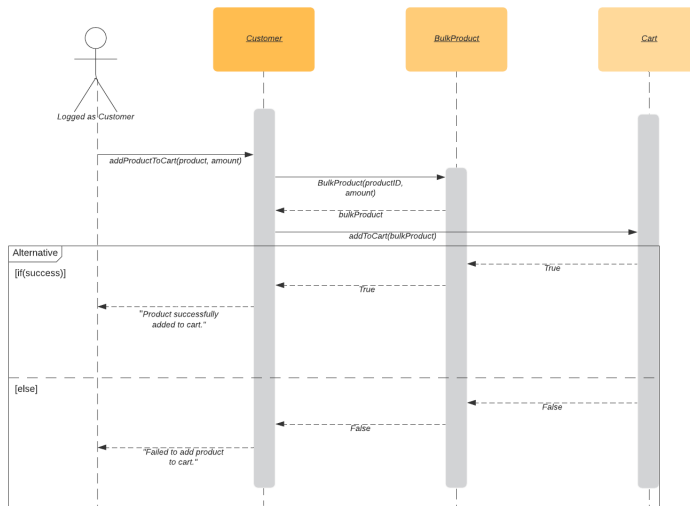 Customer
BulkProduct
Cart
Logged as Customer
addProductToCart(product, amount)
BulkProduct(productID,
amount)
bulkProduct
addToCart(bulkProduct)
Alternative
[if(success)]
True
True
"Product successfully
added to cart."
[else]
False
False
"Failed to add product
to cart."